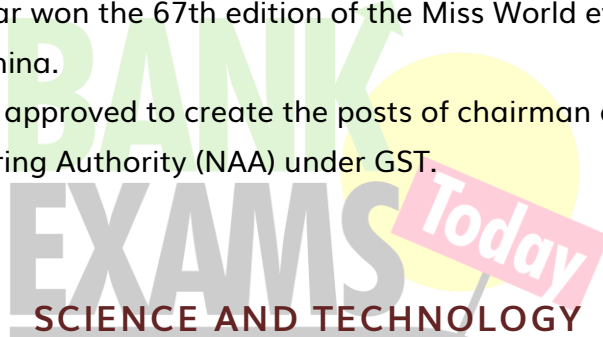 ar won the 67th edition of the Miss World e
hina.
approved to create the posts of chairman
ring Authority (NAA) under GST.
BANK
EXAMS
Today
SCIENCE AND TECHNOLOGY